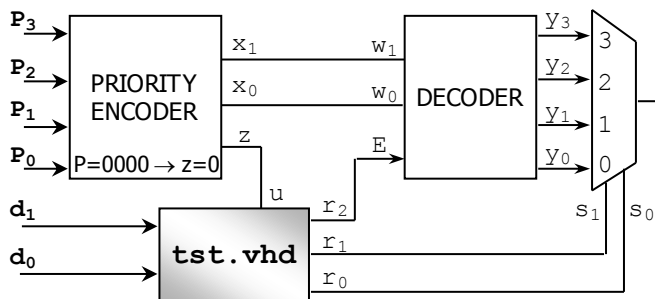 P3 x1 w1 y3 3
P2 PRIORITY ENCODER x0 w0 DECODER y2 2
P1 z E y1 1
P0 P=0000 → z=0 y0 0
u s1 s0
d1 r2
tst.vhd r1
d0 r0